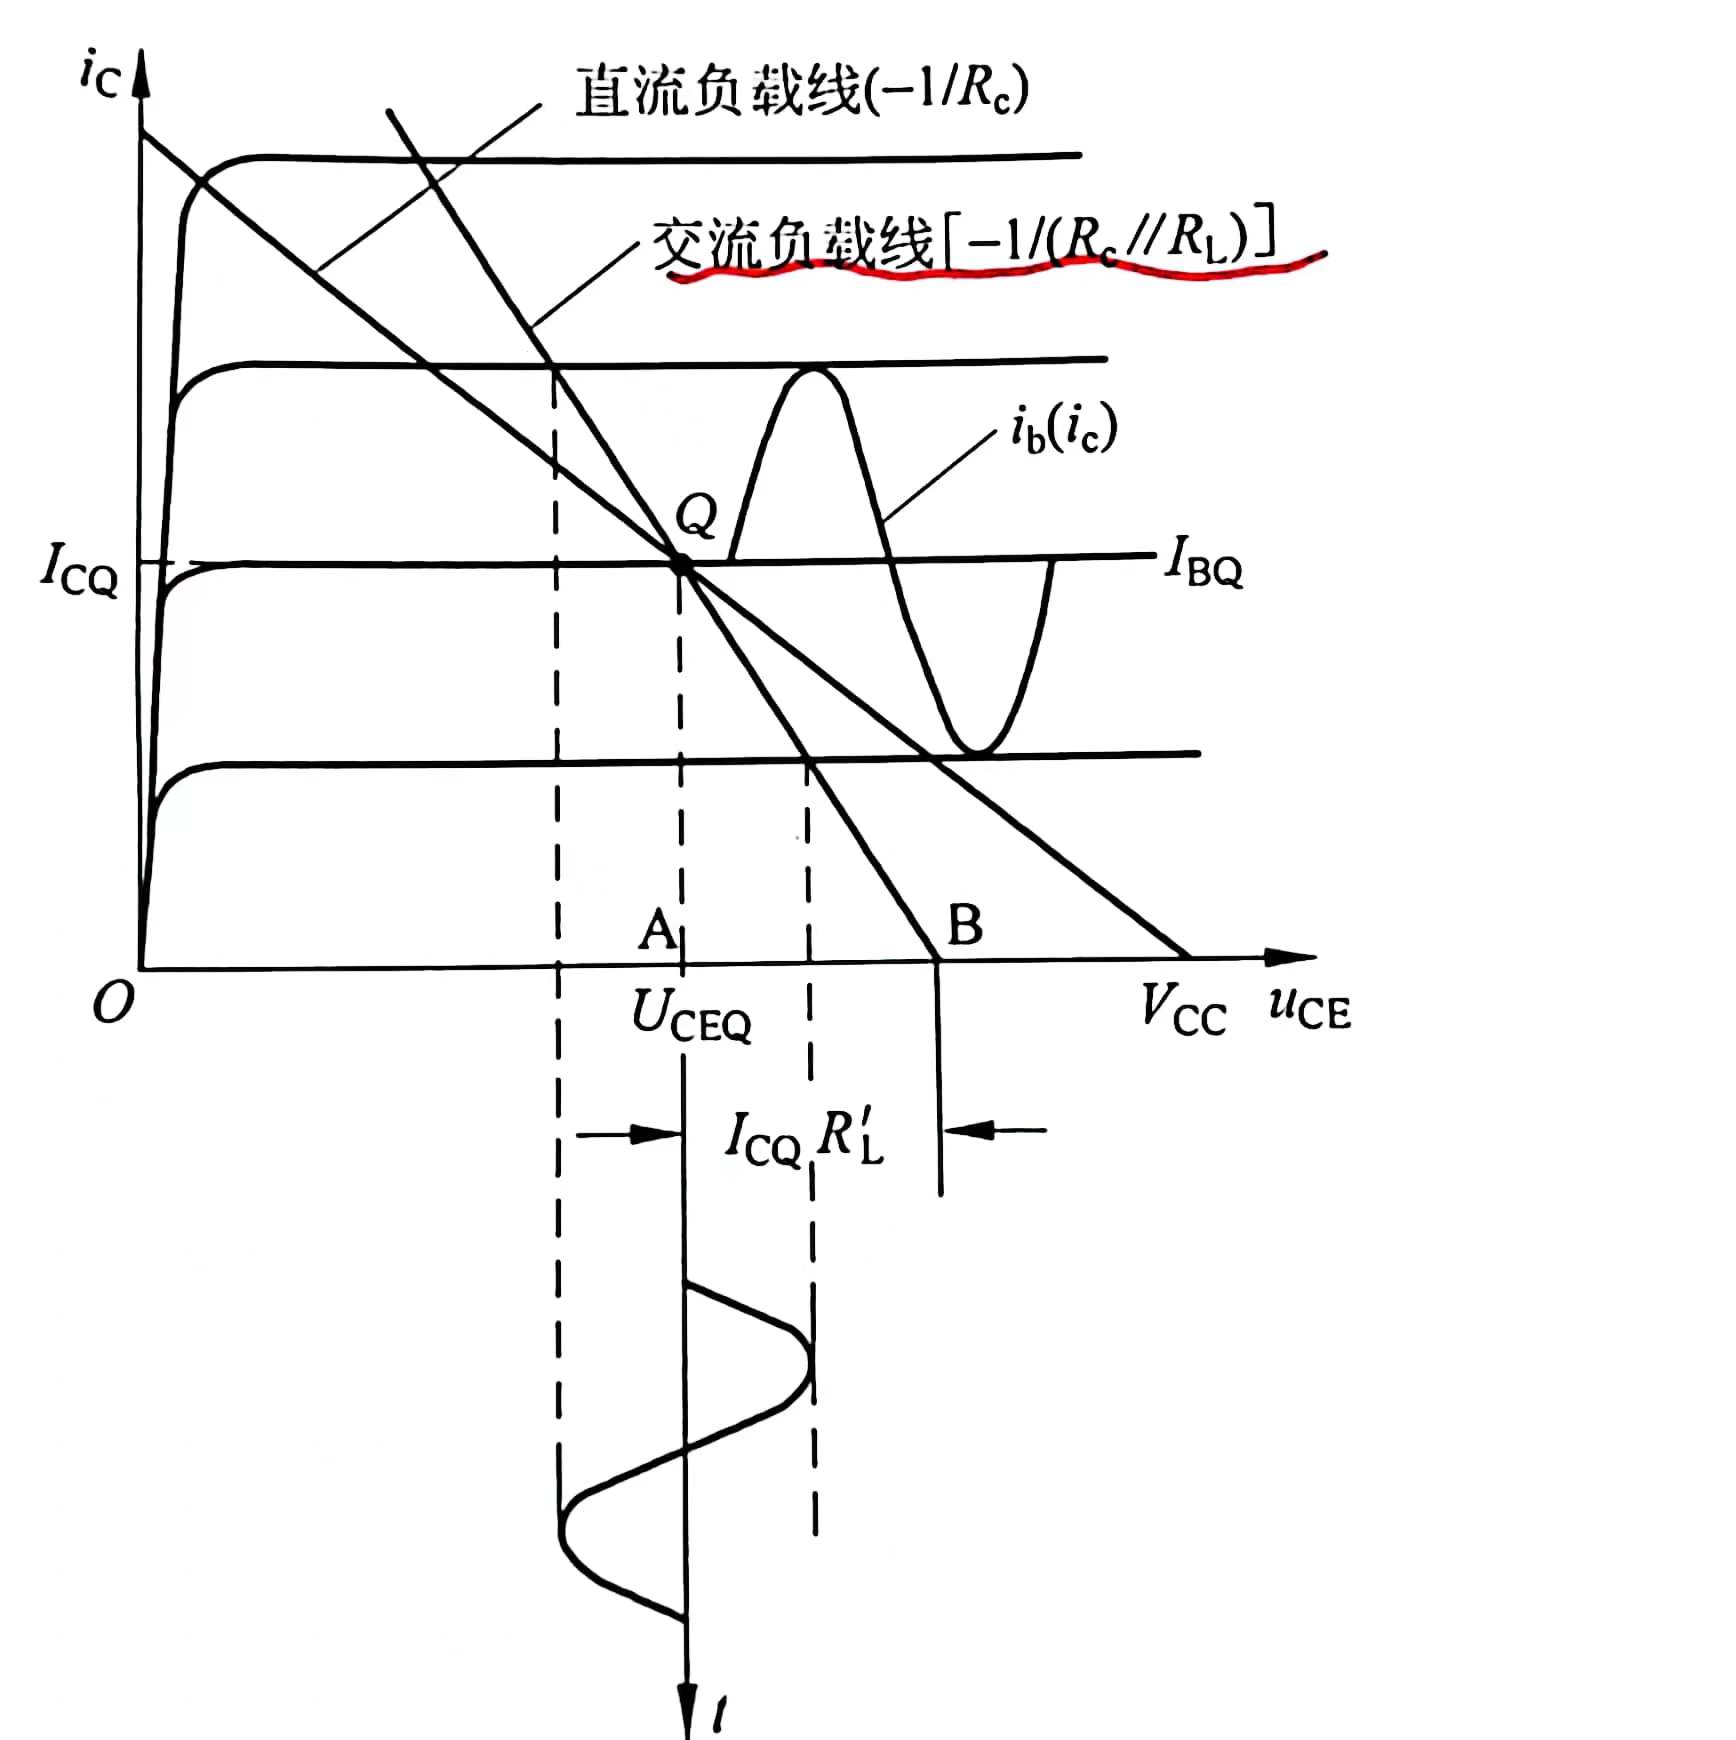 iC
直流负载线(−1/Rc)
交流负载线[−1/(Rc//RL)]
ib(ic)
Q
ICQ
IBQ
A
B
O
UCEQ
VCC
uCE
ICQ R′L
t